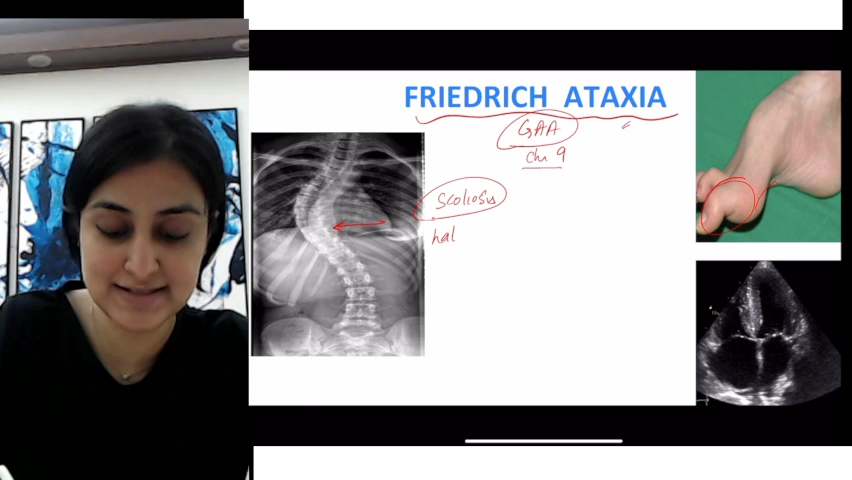 FRIEDRICH ATAXIA
GAA
chr 9
Scoliosis
hal